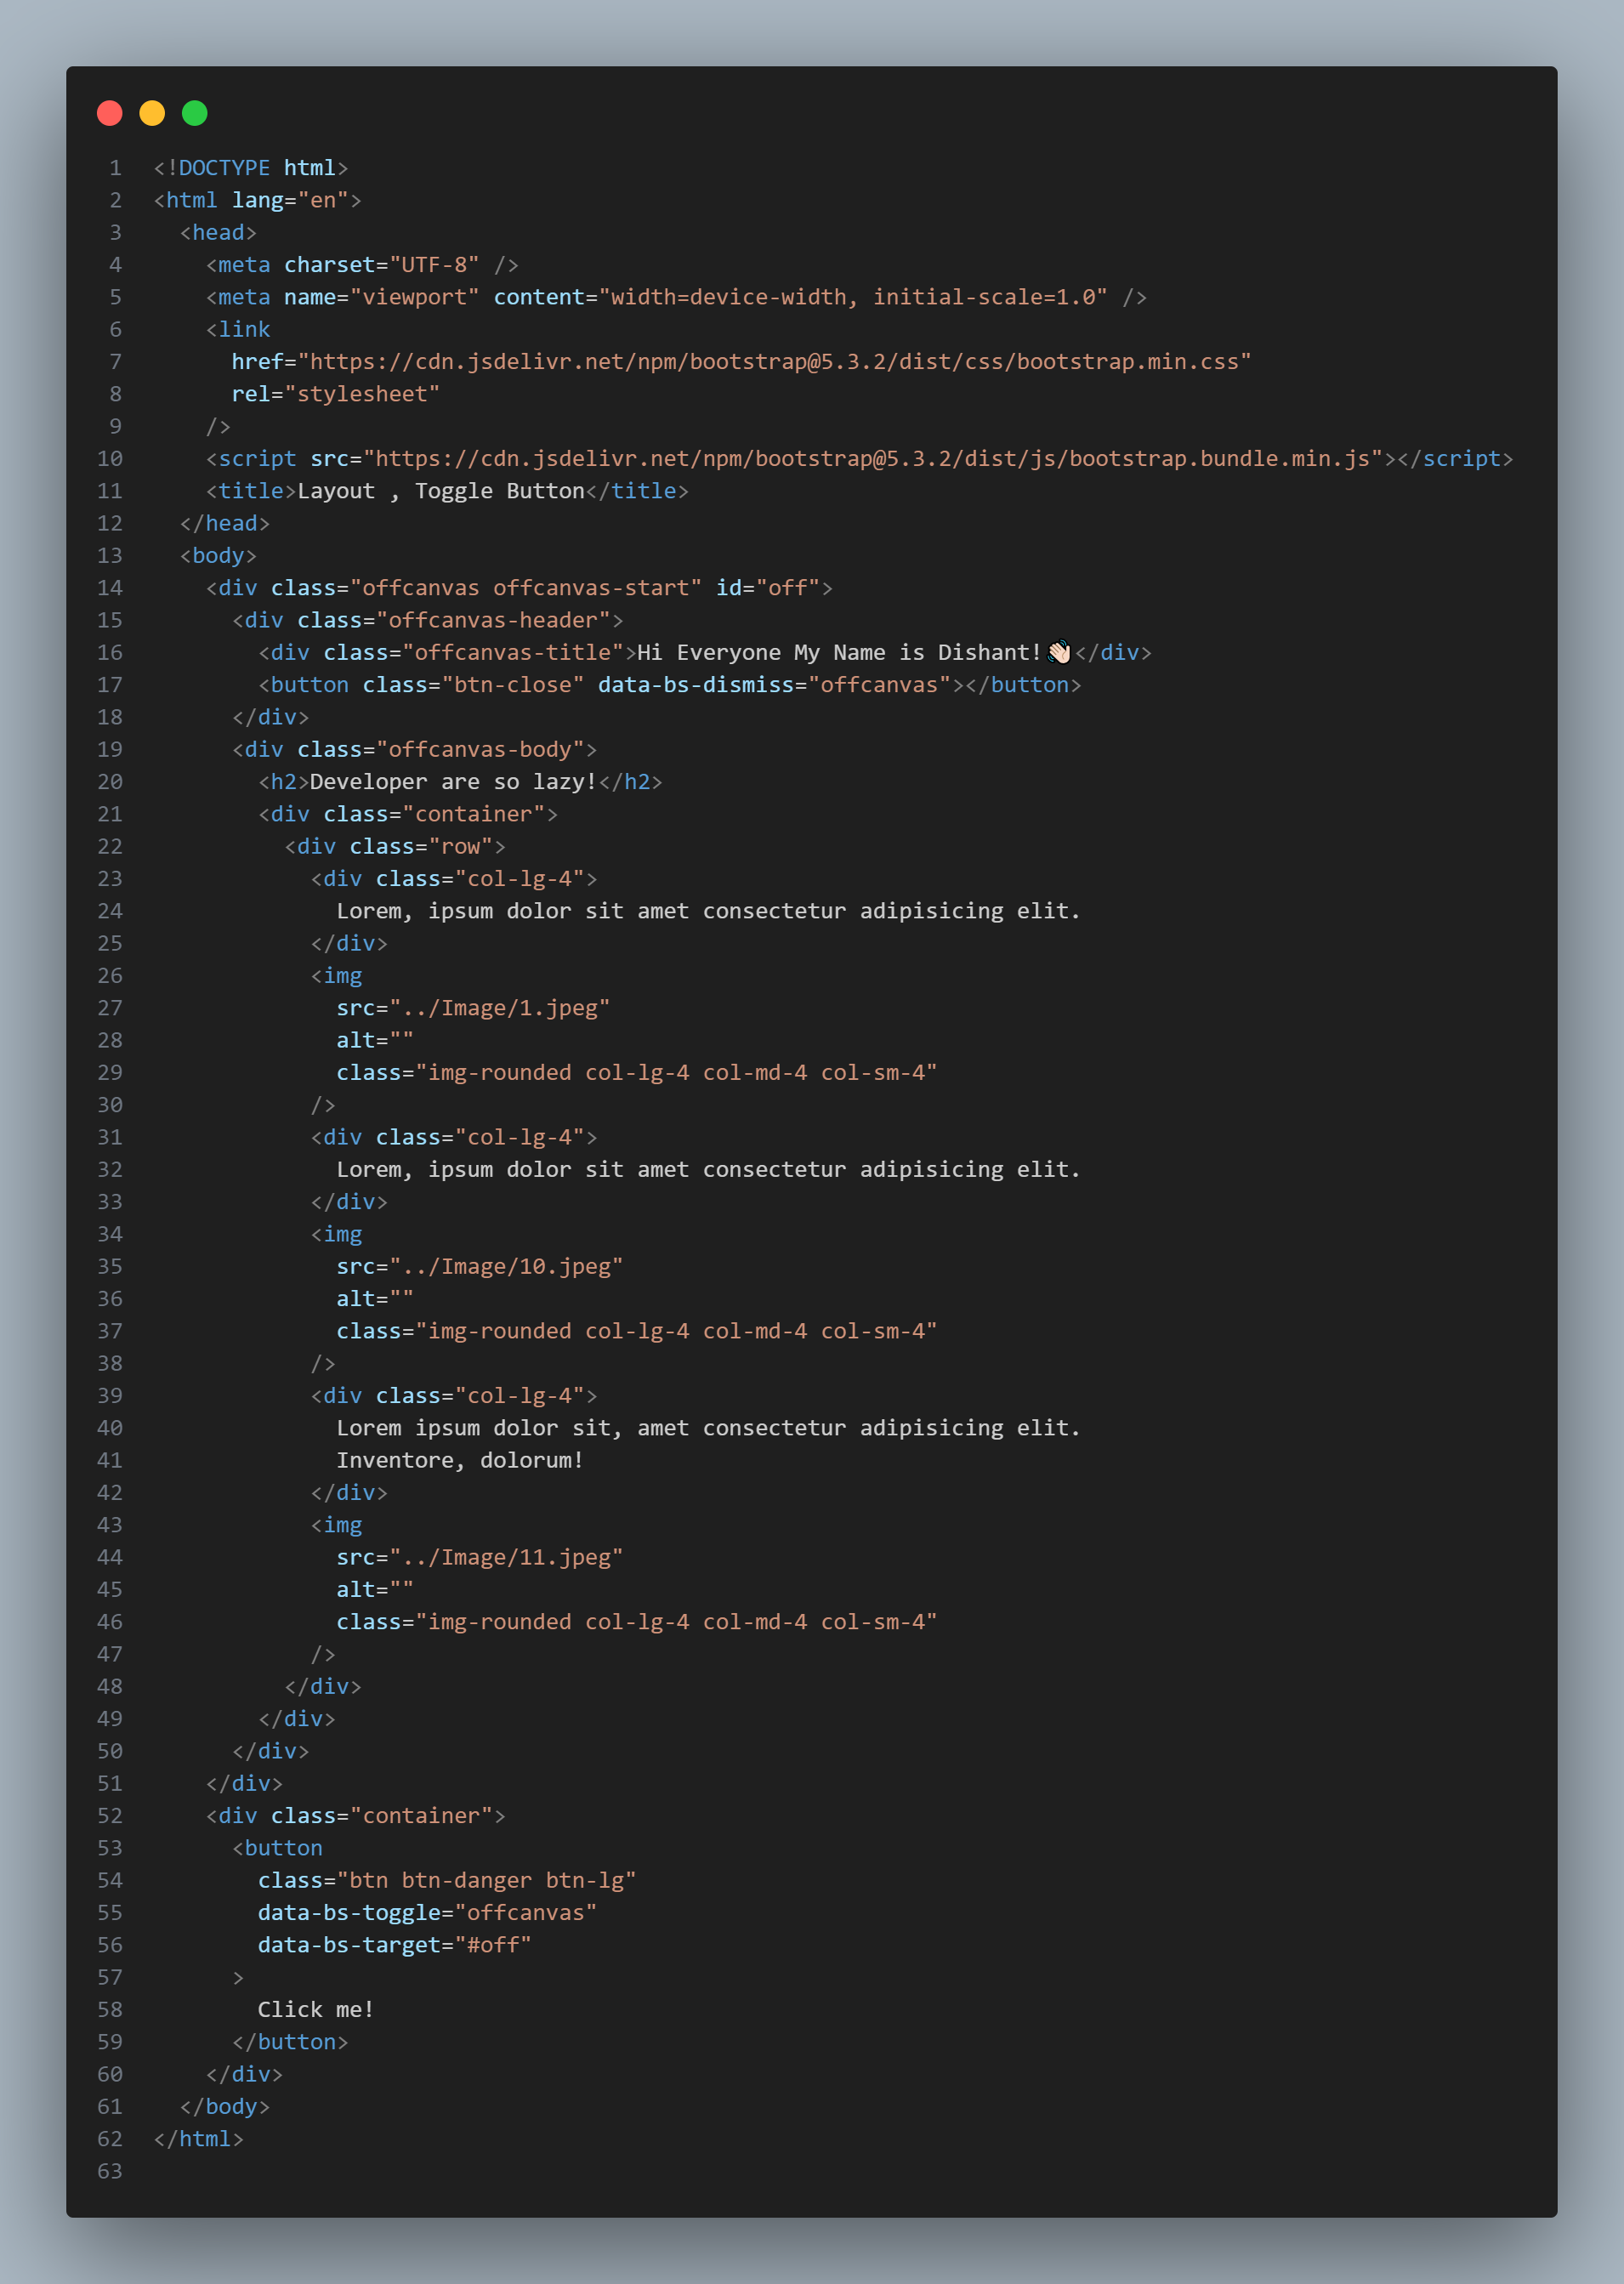 1 <!DOCTYPE html>
2 <html lang="en">
3   <head>
4     <meta charset="UTF-8" />
5     <meta name="viewport" content="width=device-width, initial-scale=1.0" />
6     <link
7       href="https://cdn.jsdelivr.net/npm/bootstrap@5.3.2/dist/css/bootstrap.min.css"
8       rel="stylesheet"
9     />
10     <script src="https://cdn.jsdelivr.net/npm/bootstrap@5.3.2/dist/js/bootstrap.bundle.min.js"></script>
11     <title>Layout , Toggle Button</title>
12   </head>
13   <body>
14     <div class="offcanvas offcanvas-start" id="off">
15       <div class="offcanvas-header">
16         <div class="offcanvas-title">Hi Everyone My Name is Dishant!👋🏻</div>
17         <button class="btn-close" data-bs-dismiss="offcanvas"></button>
18       </div>
19       <div class="offcanvas-body">
20         <h2>Developer are so lazy!</h2>
21         <div class="container">
22           <div class="row">
23             <div class="col-lg-4">
24               Lorem, ipsum dolor sit amet consectetur adipisicing elit.
25             </div>
26             <img
27               src="../Image/1.jpeg"
28               alt=""
29               class="img-rounded col-lg-4 col-md-4 col-sm-4"
30             />
31             <div class="col-lg-4">
32               Lorem, ipsum dolor sit amet consectetur adipisicing elit.
33             </div>
34             <img
35               src="../Image/10.jpeg"
36               alt=""
37               class="img-rounded col-lg-4 col-md-4 col-sm-4"
38             />
39             <div class="col-lg-4">
40               Lorem ipsum dolor sit, amet consectetur adipisicing elit.
41               Inventore, dolorum!
42             </div>
43             <img
44               src="../Image/11.jpeg"
45               alt=""
46               class="img-rounded col-lg-4 col-md-4 col-sm-4"
47             />
48           </div>
49         </div>
50       </div>
51     </div>
52     <div class="container">
53       <button
54         class="btn btn-danger btn-lg"
55         data-bs-toggle="offcanvas"
56         data-bs-target="#off"
57       >
58         Click me!
59       </button>
60     </div>
61   </body>
62 </html>
63